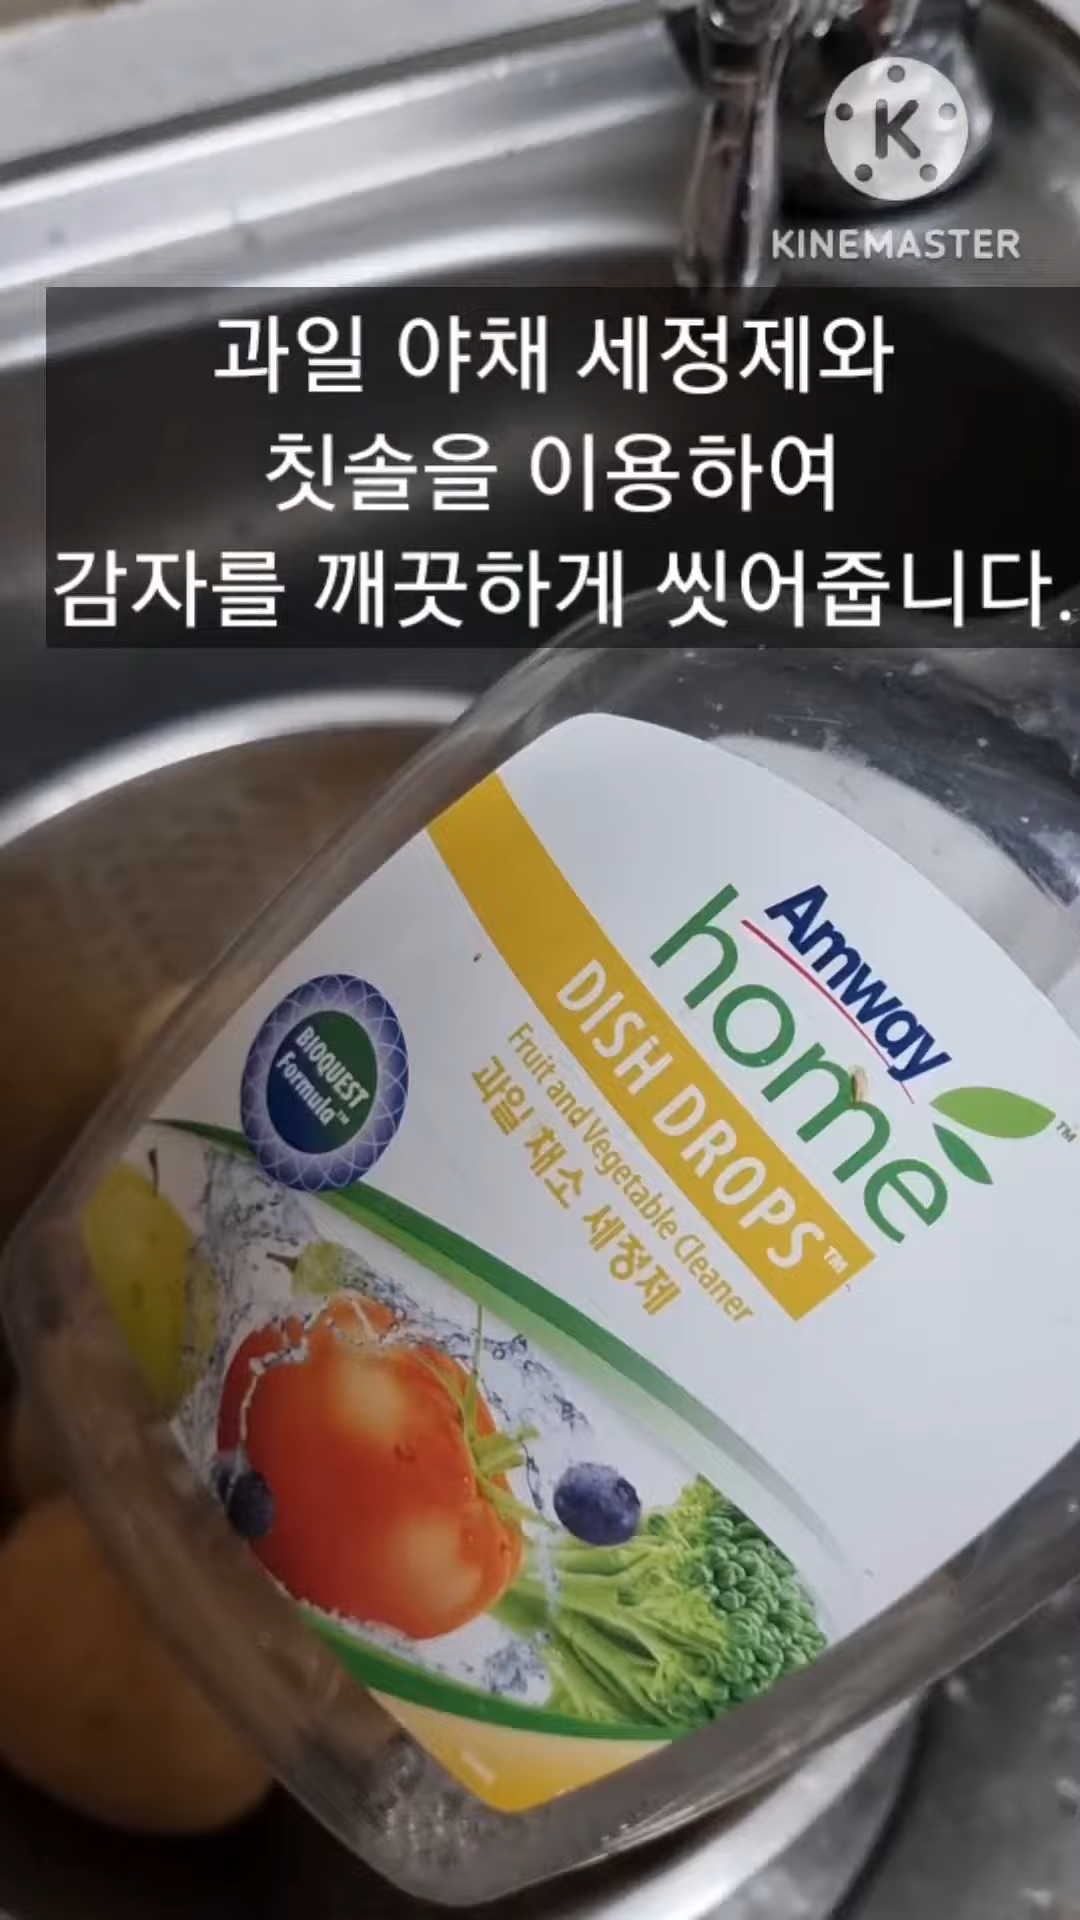 KINEMASTER
과일 야채 세정제와
칫솔을 이용하여
감자를 깨끗하게 씻어줍니다.
Amway
home™
DISH DROPS™
Fruit and Vegetable Cleaner
과일 채소 세정제
BIOQUEST
Formula™